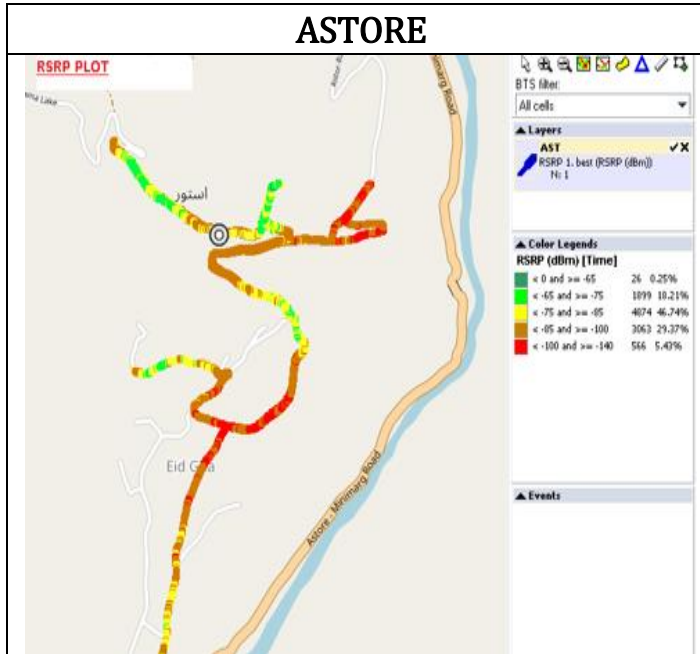 ASTORE
RSRP PLOT
BTS filter:
All cells
Layers
AST
RSRP 1. best (RSRP (dBm))
N: 1
Color Legends
RSRP (dBm) [Time]
< 0 and >= -65 26 0.25%
< -65 and >= -75 1899 18.21%
< -75 and >= -85 4874 46.74%
< -85 and >= -100 3063 29.37%
< -100 and >= -140 566 5.43%
Events
Lake
Minimarg Road
استور
Eid
Astore - Minimarg Road